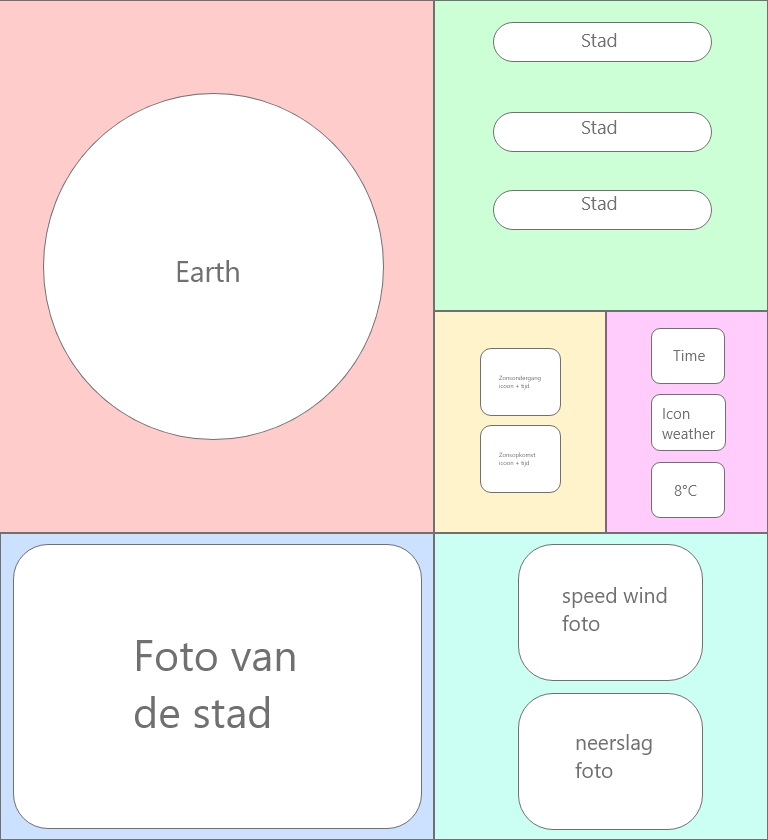 Earth
Stad
Stad
Stad
Zonsondergang
icoon + tijd
Zonsopkomst
icoon + tijd
Time
Icon
weather
8°C
Foto van
de stad
speed wind
foto
neerslag
foto